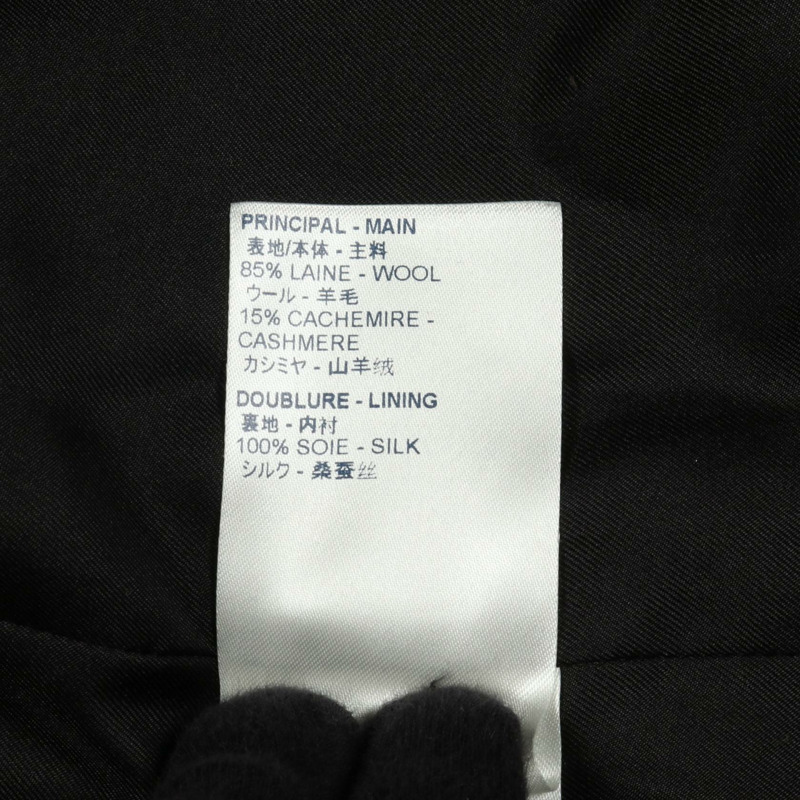 PRINCIPAL - MAIN
表地/本体 - 主料
85% LAINE - WOOL
ウール - 羊毛
15% CACHEMIRE -
CASHMERE
カシミヤ - 山羊绒
DOUBLURE - LINING
裏地 - 内衬
100% SOIE - SILK
シルク - 桑蚕丝